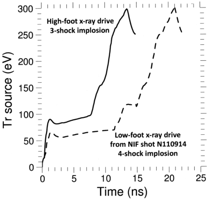 300
250
200
150
100
50
0
Tr source (eV)
High-foot x-ray drive
3-shock implosion
Low-foot x-ray drive
from NIF shot N110914
4-shock implosion
0 5 10 15 20 25
Time (ns)